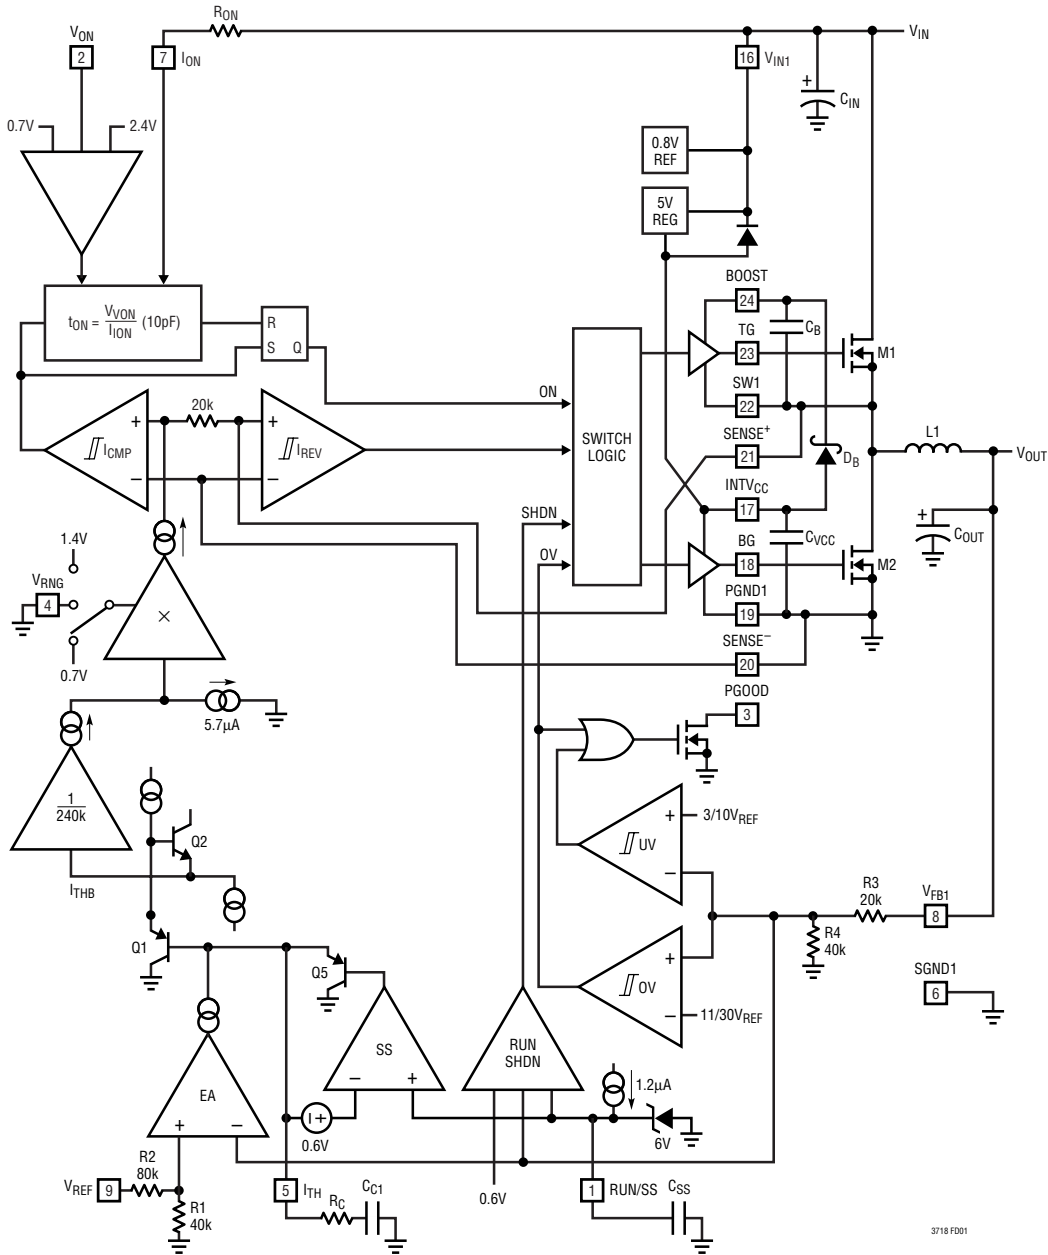 R_ON
V_ON
2
7
I_ON
V_IN
16
V_IN1
+
C_IN
0.7V
2.4V
0.8V
REF
5V
REG
t_ON = V_VON / I_ION (10pF)
R
S Q
BOOST
24
C_B
TG
23
M1
SW1
22
ON
20k
+
−
I_CMP
+
−
I_REV
SWITCH
LOGIC
SENSE+
21
D_B
L1
V_OUT
INTV_CC
17
SHDN
C_VCC
+
C_OUT
OV
BG
18
M2
PGND1
19
1.4V
V_RNG
4
×
0.7V
SENSE−
20
PGOOD
3
5.7µA
1
240k
Q2
I_THB
+
3/10V_REF
UV
−
R3
20k
V_FB1
8
R4
40k
Q1
Q5
+
OV
−
11/30V_REF
SGND1
6
SS
− +
RUN
SHDN
EA
+ −
+
0.6V
1.2µA
6V
R2
80k
V_REF
9
R1
40k
5
I_TH
R_C
C_C1
0.6V
1
RUN/SS
C_SS
3718 FD01